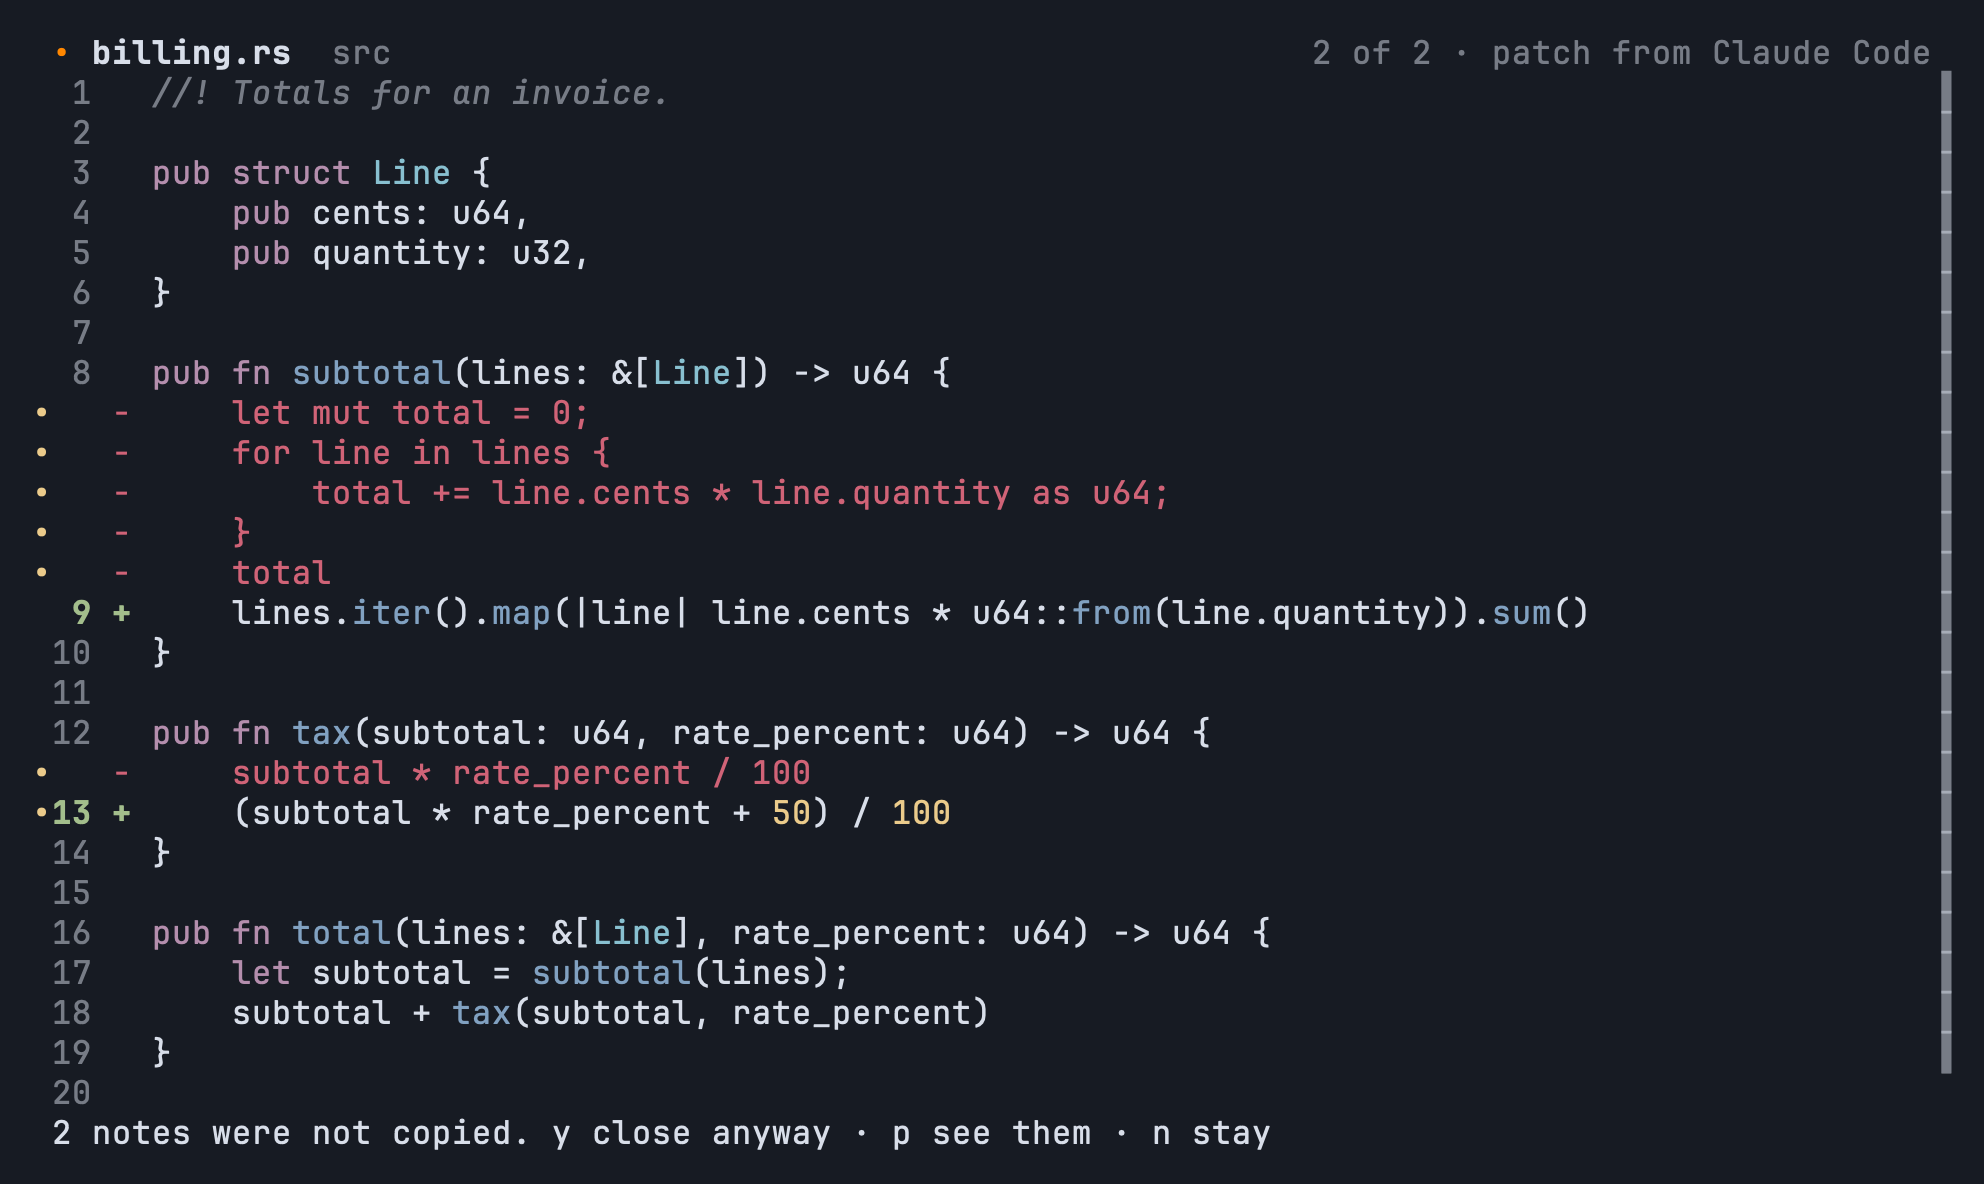 • billing.rs  src                                              2 of 2 · patch from Claude Code
 1   //! Totals for an invoice.
 2
 3   pub struct Line {
 4       pub cents: u64,
 5       pub quantity: u32,
 6   }
 7
 8   pub fn subtotal(lines: &[Line]) -> u64 {
•   -     let mut total = 0;
•   -     for line in lines {
•   -         total += line.cents * line.quantity as u64;
•   -     }
•   -     total
 9 +     lines.iter().map(|line| line.cents * u64::from(line.quantity)).sum()
10   }
11
12   pub fn tax(subtotal: u64, rate_percent: u64) -> u64 {
•   -     subtotal * rate_percent / 100
•13 +     (subtotal * rate_percent + 50) / 100
14   }
15
16   pub fn total(lines: &[Line], rate_percent: u64) -> u64 {
17       let subtotal = subtotal(lines);
18       subtotal + tax(subtotal, rate_percent)
19   }
20
2 notes were not copied. y close anyway · p see them · n stay